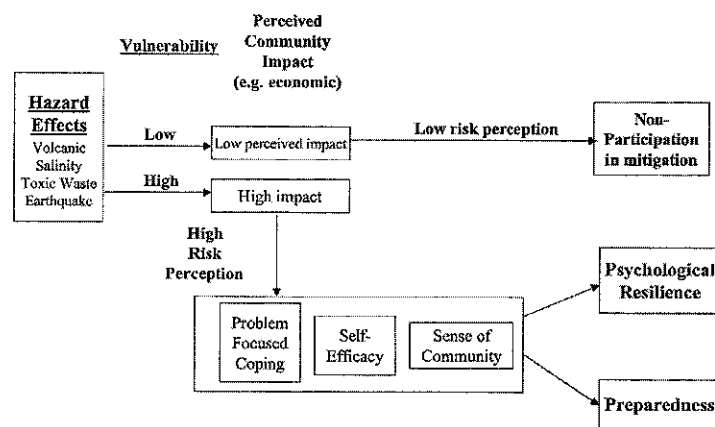 Vulnerability
Perceived
Community
Impact
(e.g. economic)
Hazard
Effects
Volcanic
Salinity
Toxic Waste
Earthquake
Low
Low perceived impact
Low risk perception
Non-
Participation
in mitigation
High
High impact
High
Risk
Perception
Problem
Focused
Coping
Self-
Efficacy
Sense of
Community
Psychological
Resilience
Preparedness